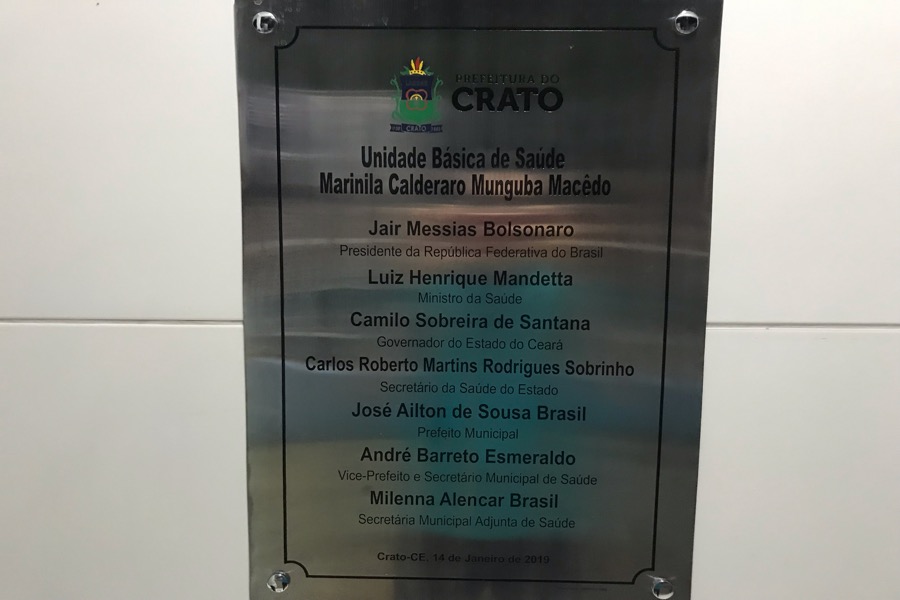 PREFEITURA DO
CRATO
CRATO
Unidade Básica de Saúde
Marinila Calderaro Munguba Macêdo
Jair Messias Bolsonaro
Presidente da República Federativa do Brasil
Luiz Henrique Mandetta
Ministro da Saúde
Camilo Sobreira de Santana
Governador do Estado do Ceará
Carlos Roberto Martins Rodrigues Sobrinho
Secretário da Saúde do Estado
José Ailton de Sousa Brasil
Prefeito Municipal
André Barreto Esmeraldo
Vice-Prefeito e Secretário Municipal de Saúde
Milenna Alencar Brasil
Secretária Municipal Adjunta de Saúde
Crato-CE, 14 de Janeiro de 2019